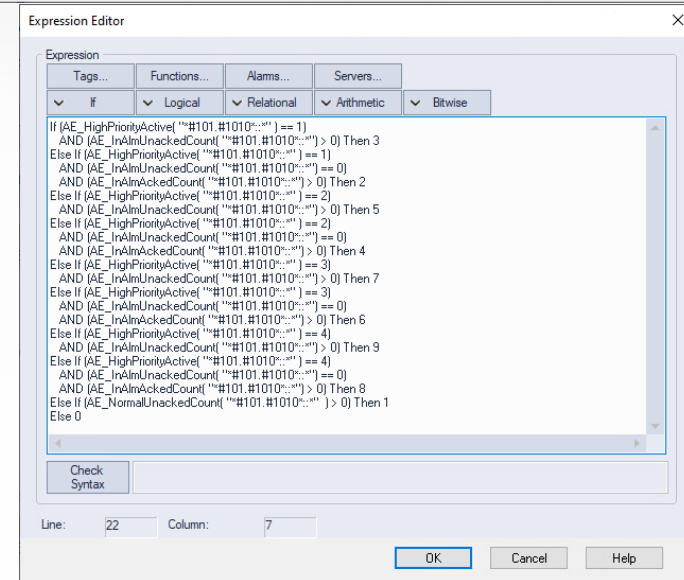 Expression Editor
Expression
Tags... Functions... Alarms... Servers...
If Logical Relational Arithmetic Bitwise
If (AE_HighPriorityActive( "*#101.#1010*::*" ) == 1)
AND (AE_InAlmUnackedCount( "*#101.#1010*::*") > 0) Then 3
Else If (AE_HighPriorityActive( "*#101.#1010*::*" ) == 1)
AND (AE_InAlmUnackedCount( "*#101.#1010*::*") == 0)
AND (AE_InAlmAckedCount( "*#101.#1010*::*") > 0) Then 2
Else If (AE_HighPriorityActive( "*#101.#1010*::*" ) == 2)
AND (AE_InAlmUnackedCount( "*#101.#1010*::*") > 0) Then 5
Else If (AE_HighPriorityActive( "*#101.#1010*::*" ) == 2)
AND (AE_InAlmUnackedCount( "*#101.#1010*::*") == 0)
AND (AE_InAlmAckedCount( "*#101.#1010*::*") > 0) Then 4
Else If (AE_HighPriorityActive( "*#101.#1010*::*" ) == 3)
AND (AE_InAlmUnackedCount( "*#101.#1010*::*") > 0) Then 7
Else If (AE_HighPriorityActive( "*#101.#1010*::*" ) == 3)
AND (AE_InAlmUnackedCount( "*#101.#1010*::*") == 0)
AND (AE_InAlmAckedCount( "*#101.#1010*::*") > 0) Then 6
Else If (AE_HighPriorityActive( "*#101.#1010*::*" ) == 4)
AND (AE_InAlmUnackedCount( "*#101.#1010*::*") > 0) Then 9
Else If (AE_HighPriorityActive( "*#101.#1010*::*" ) == 4)
AND (AE_InAlmUnackedCount( "*#101.#1010*::*") == 0)
AND (AE_InAlmAckedCount( "*#101.#1010*::*") > 0) Then 8
Else If (AE_NormalUnackedCount( "*#101.#1010*::*" ) > 0) Then 1
Else 0
Check
Syntax
Line: 22 Column: 7
OK Cancel Help